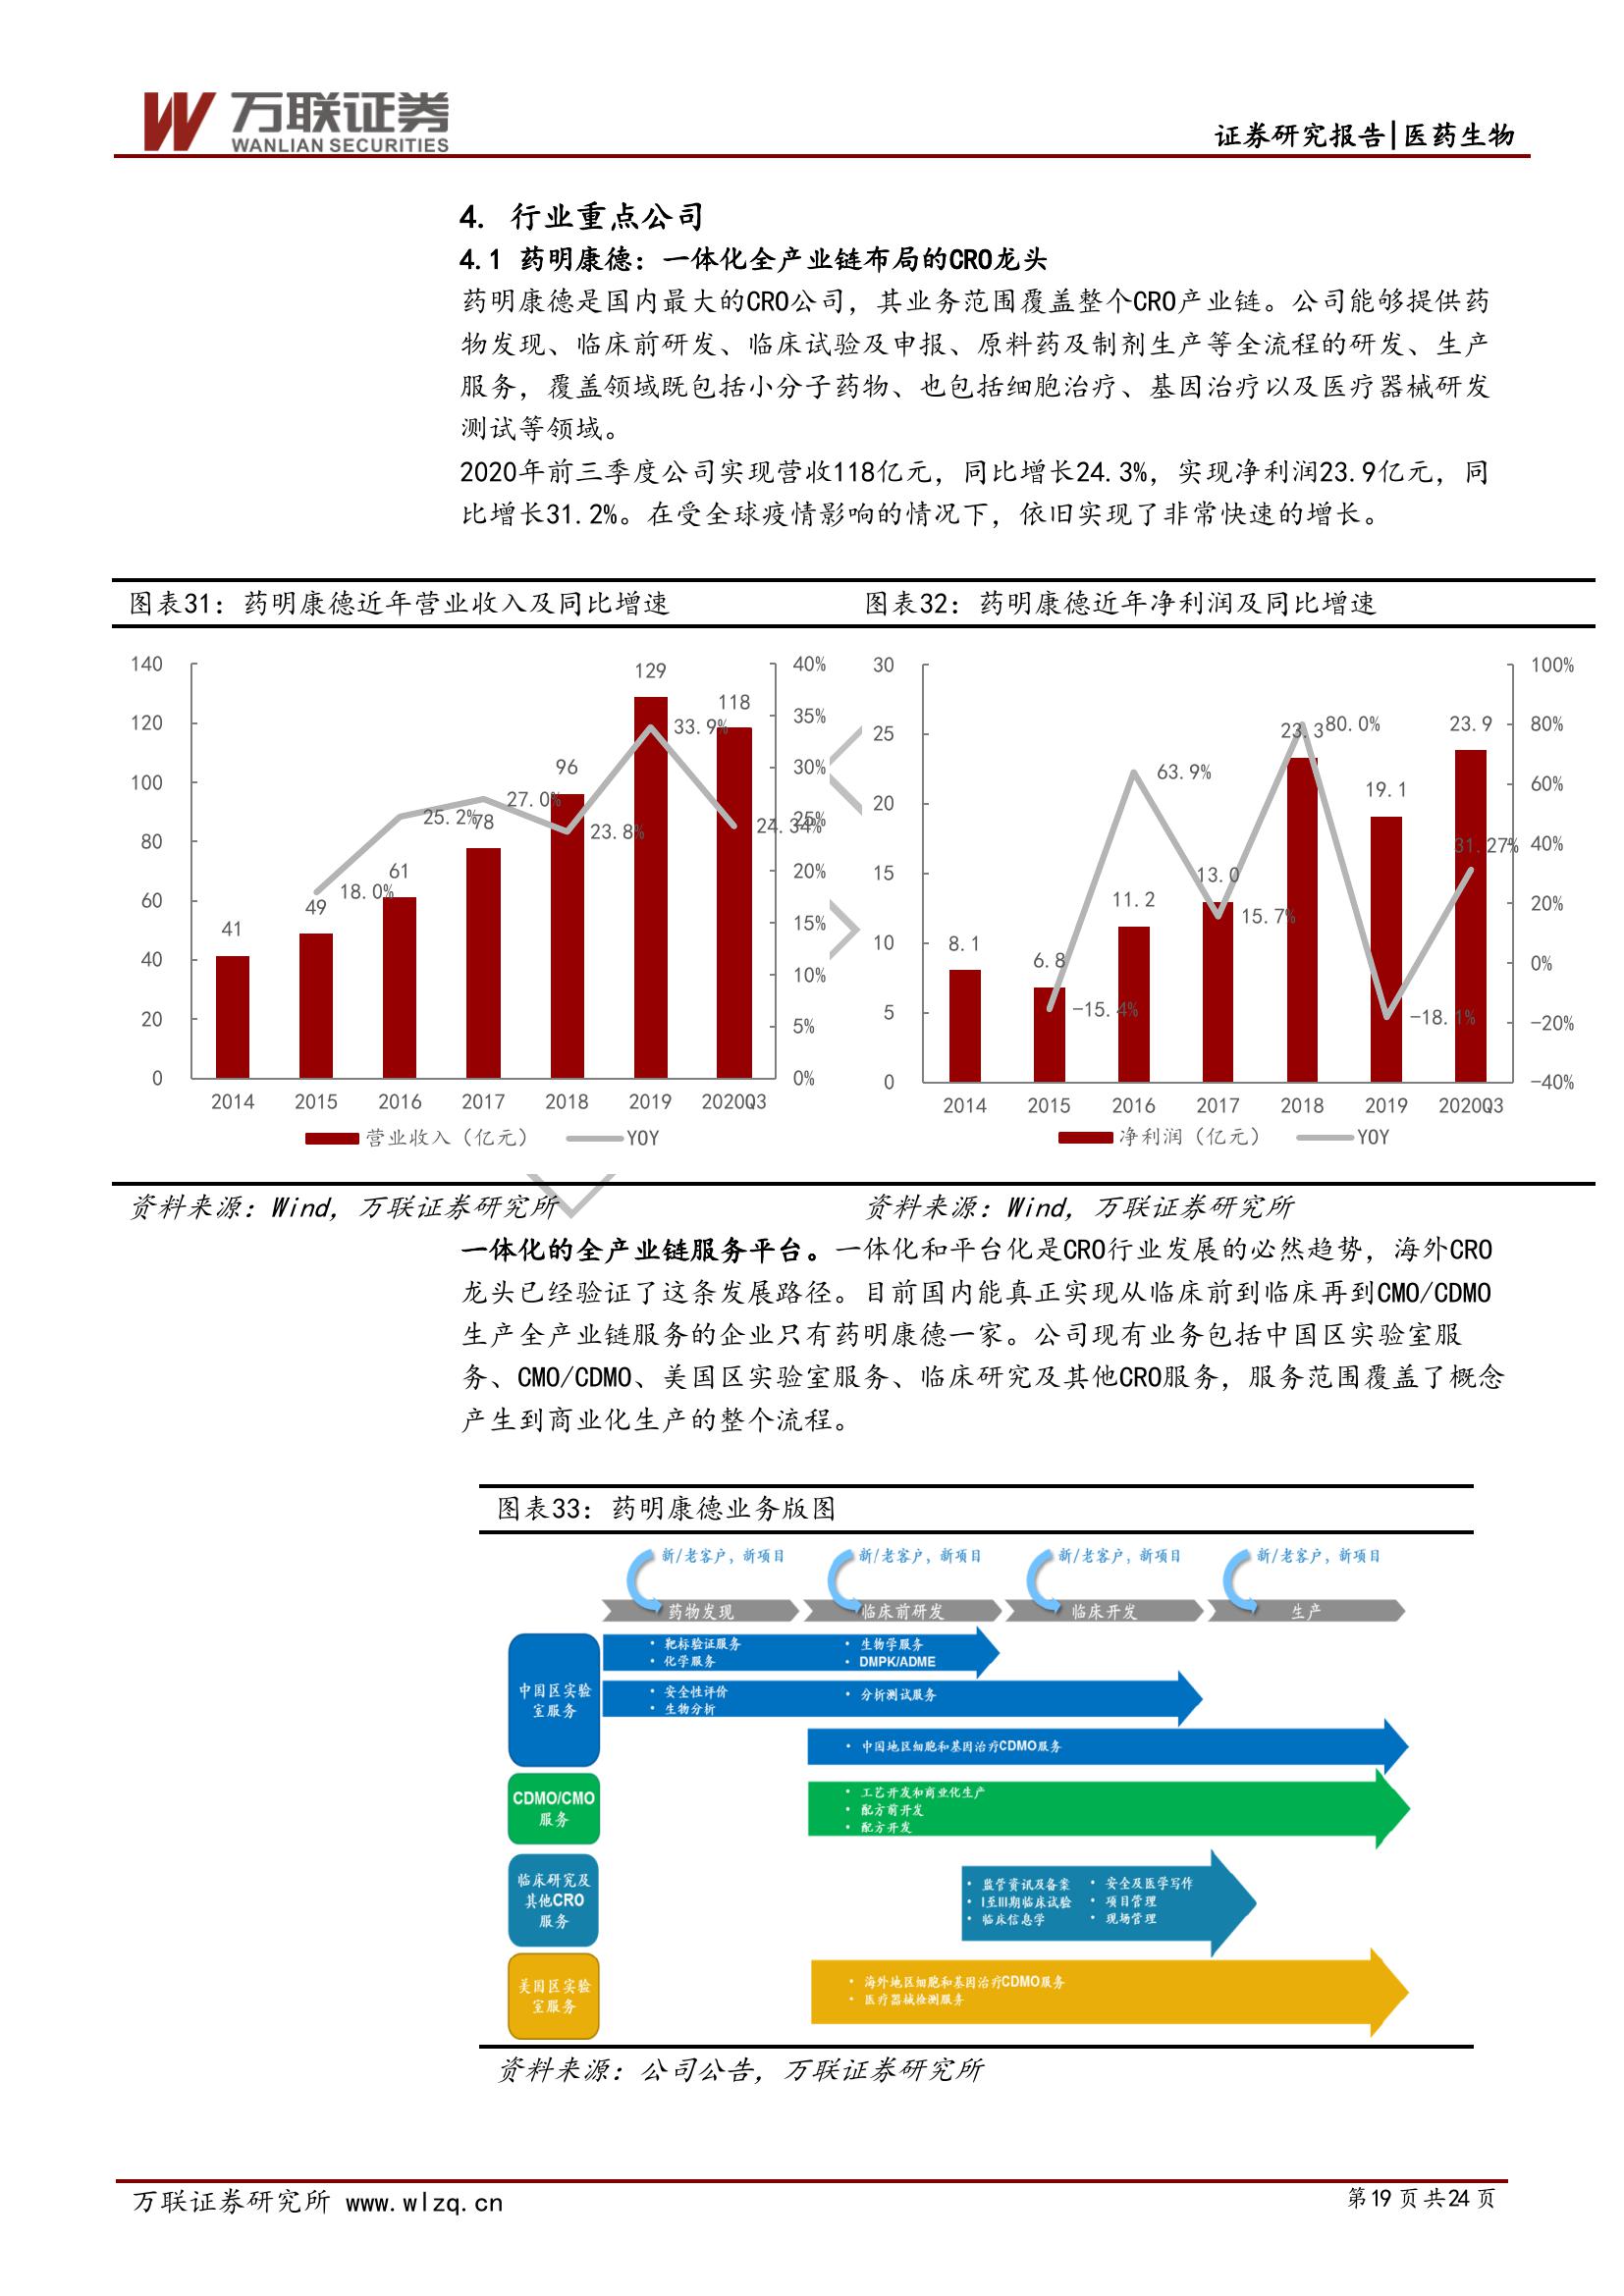 万联证券
WANLIAN SECURITIES
证券研究报告|医药生物
4. 行业重点公司
4.1 药明康德：一体化全产业链布局的CRO龙头
药明康德是国内最大的CRO公司，其业务范围覆盖整个CRO产业链。公司能够提供药
物发现、临床前研发、临床试验及申报、原料药及制剂生产等全流程的研发、生产
服务，覆盖领域既包括小分子药物、也包括细胞治疗、基因治疗以及医疗器械研发
测试等领域。
2020年前三季度公司实现营收118亿元，同比增长24.3%，实现净利润23.9亿元，同
比增长31.2%。在受全球疫情影响的情况下，依旧实现了非常快速的增长。
图表31：药明康德近年营业收入及同比增速
140
120
100
80
60
40
20
0
41
49
61
78
96
129
118
18.0%
25.2%
27.0%
23.8%
33.9%
24.34%
40%
35%
30%
25%
20%
15%
10%
5%
0%
2014 2015 2016 2017 2018 2019 2020Q3
营业收入（亿元） YOY
图表32：药明康德近年净利润及同比增速
30
25
20
15
10
5
0
8.1
6.8
11.2
13.0
23.3
19.1
23.9
-15.4%
63.9%
15.7%
80.0%
-18.1%
31.27%
100%
80%
60%
40%
20%
0%
-20%
-40%
2014 2015 2016 2017 2018 2019 2020Q3
净利润（亿元） YOY
资料来源：Wind，万联证券研究所
资料来源：Wind，万联证券研究所
一体化的全产业链服务平台。一体化和平台化是CRO行业发展的必然趋势，海外CRO
龙头已经验证了这条发展路径。目前国内能真正实现从临床前到临床再到CMO/CDMO
生产全产业链服务的企业只有药明康德一家。公司现有业务包括中国区实验室服
务、CMO/CDMO、美国区实验室服务、临床研究及其他CRO服务，服务范围覆盖了概念
产生到商业化生产的整个流程。
图表33：药明康德业务版图
新/老客户，新项目 新/老客户，新项目 新/老客户，新项目 新/老客户，新项目
药物发现 临床前研发 临床开发 生产
中国区实验
室服务
• 靶标验证服务
• 化学服务
• 生物学服务
• DMPK/ADME
• 安全性评价
• 生物分析
• 分析测试服务
• 中国地区细胞和基因治疗CDMO服务
CDMO/CMO
服务
• 工艺开发和商业化生产
• 配方前开发
• 配方开发
临床研究及
其他CRO
服务
• 监管资讯及备案
• I至III期临床试验
• 临床信息学
• 安全及医学写作
• 项目管理
• 现场管理
美国区实验
室服务
• 海外地区细胞和基因治疗CDMO服务
• 医疗器械检测服务
资料来源：公司公告，万联证券研究所
万联证券研究所 www.wlzq.cn
第19页共24页